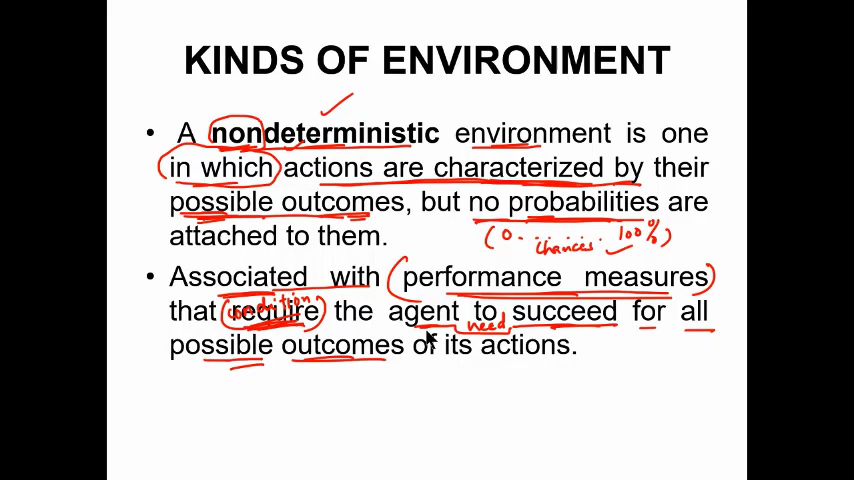 KINDS OF ENVIRONMENT
• A nondeterministic environment is one
in which actions are characterized by their
possible outcomes, but no probabilities are
attached to them.
(0. ... chances. 100%)
• Associated with (performance measures)
condition
that require the agent to succeed for all
need
possible outcomes of its actions.